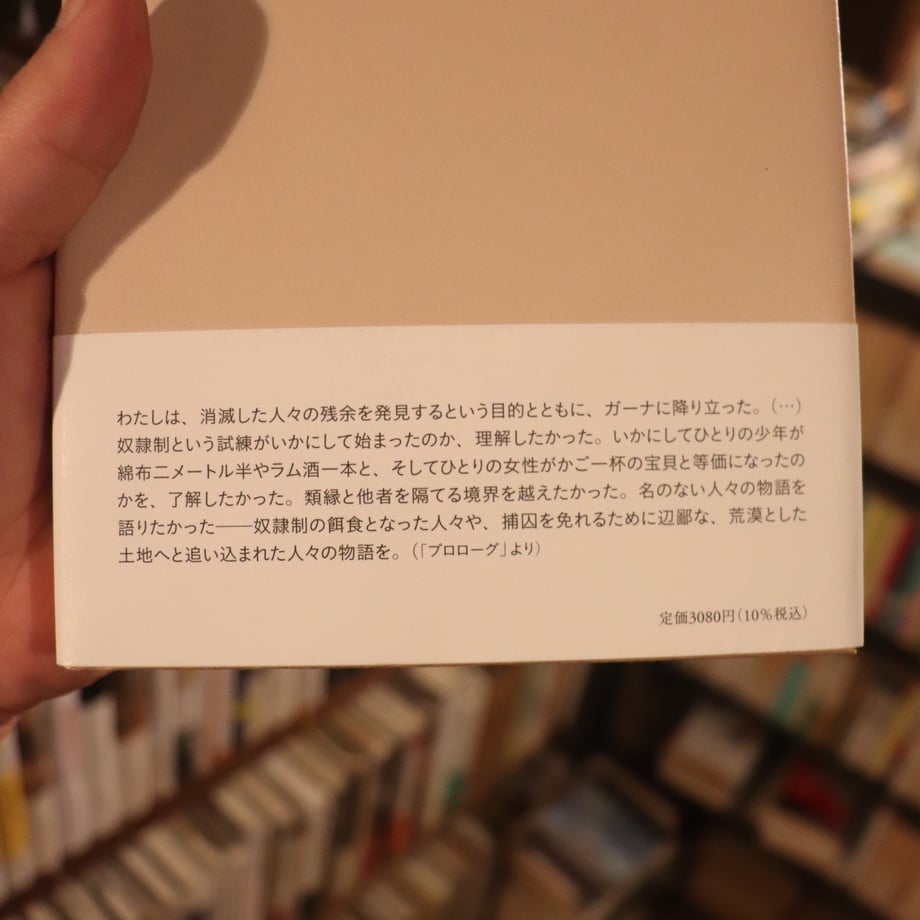 わたしは、消滅した人々の残余を発見するという目的とともに、ガーナに降り立った。（…）
奴隷制という試練がいかにして始まったのか、理解したかった。いかにしてひとりの少年が
綿布二メートル半やラム酒一本と、そしてひとりの女性がかご一杯の宝貝と等価になったの
かを、了解したかった。類縁と他者を隔てる境界を越えたかった。名のない人々の物語を
語りたかった——奴隷制の餌食となった人々や、捕囚を免れるために辺鄙な、荒漠とした
土地へと追い込まれた人々の物語を。（「プロローグ」より）
定価3080円（10％税込）